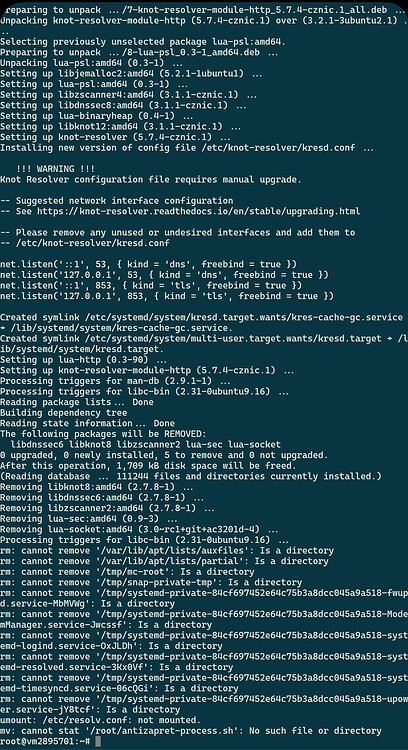 reparing to unpack .../7-knot-resolver-module-http_5.7.4-cznic.1_all.deb ...
Unpacking knot-resolver-module-http (5.7.4-cznic.1) over (3.2.1-3ubuntu2.1) .
..
Selecting previously unselected package lua-psl:amd64.
Preparing to unpack .../8-lua-psl_0.3-1_amd64.deb ...
Unpacking lua-psl:amd64 (0.3-1) ...
Setting up libjemalloc2:amd64 (5.2.1-1ubuntu1) ...
Setting up lua-psl:amd64 (0.3-1) ...
Setting up libzscanner4:amd64 (3.1.1-cznic.1) ...
Setting up libdnssec8:amd64 (3.1.1-cznic.1) ...
Setting up lua-binaryheap (0.4-1) ...
Setting up libknot12:amd64 (3.1.1-cznic.1) ...
Setting up knot-resolver (5.7.4-cznic.1) ...
Installing new version of config file /etc/knot-resolver/kresd.conf ...
!!! WARNING !!!
Knot Resolver configuration file requires manual upgrade.
-- Suggested network interface configuration
-- See https://knot-resolver.readthedocs.io/en/stable/upgrading.html
-- Please remove any unused or undesired interfaces and add them to
-- /etc/knot-resolver/kresd.conf
net.listen('::1', 53, { kind = 'dns', freebind = true })
net.listen('127.0.0.1', 53, { kind = 'dns', freebind = true })
net.listen('::1', 853, { kind = 'tls', freebind = true })
net.listen('127.0.0.1', 853, { kind = 'tls', freebind = true })
Created symlink /etc/systemd/system/kresd.target.wants/kres-cache-gc.service
→ /lib/systemd/system/kres-cache-gc.service.
Created symlink /etc/systemd/system/multi-user.target.wants/kresd.target → /l
ib/systemd/system/kresd.target.
Setting up lua-http (0.3-90) ...
Setting up knot-resolver-module-http (5.7.4-cznic.1) ...
Processing triggers for man-db (2.9.1-1) ...
Processing triggers for libc-bin (2.31-0ubuntu9.16) ...
Reading package lists... Done
Building dependency tree
Reading state information... Done
The following packages will be REMOVED:
libdnssec6 libknot8 libzscanner2 lua-sec lua-socket
0 upgraded, 0 newly installed, 5 to remove and 0 not upgraded.
After this operation, 1,709 kB disk space will be freed.
(Reading database ... 111244 files and directories currently installed.)
Removing libknot8:amd64 (2.7.8-1) ...
Removing libdnssec6:amd64 (2.7.8-1) ...
Removing libzscanner2:amd64 (2.7.8-1) ...
Removing lua-sec:amd64 (0.9-3) ...
Removing lua-socket:amd64 (3.0~rc1+git+ac3201d-4) ...
Processing triggers for libc-bin (2.31-0ubuntu9.16) ...
rm: cannot remove '/var/lib/apt/lists/auxfiles': Is a directory
rm: cannot remove '/var/lib/apt/lists/partial': Is a directory
rm: cannot remove '/tmp/mc-root': Is a directory
rm: cannot remove '/tmp/snap-private-tmp': Is a directory
rm: cannot remove '/tmp/systemd-private-84cf697452e64c75b3a8dcc045a9a518-fwup
d.service-MbMVWg': Is a directory
rm: cannot remove '/tmp/systemd-private-84cf697452e64c75b3a8dcc045a9a518-Mode
mManager.service-Jwcssf': Is a directory
rm: cannot remove '/tmp/systemd-private-84cf697452e64c75b3a8dcc045a9a518-syst
emd-logind.service-OxJLDh': Is a directory
rm: cannot remove '/tmp/systemd-private-84cf697452e64c75b3a8dcc045a9a518-syst
emd-resolved.service-3Kx0Vf': Is a directory
rm: cannot remove '/tmp/systemd-private-84cf697452e64c75b3a8dcc045a9a518-syst
emd-timesyncd.service-06cQGi': Is a directory
rm: cannot remove '/tmp/systemd-private-84cf697452e64c75b3a8dcc045a9a518-upow
er.service-jY8tcf': Is a directory
umount: /etc/resolv.conf: not mounted.
mv: cannot stat '/root/antizapret-process.sh': No such file or directory
root@vm2895701:~#